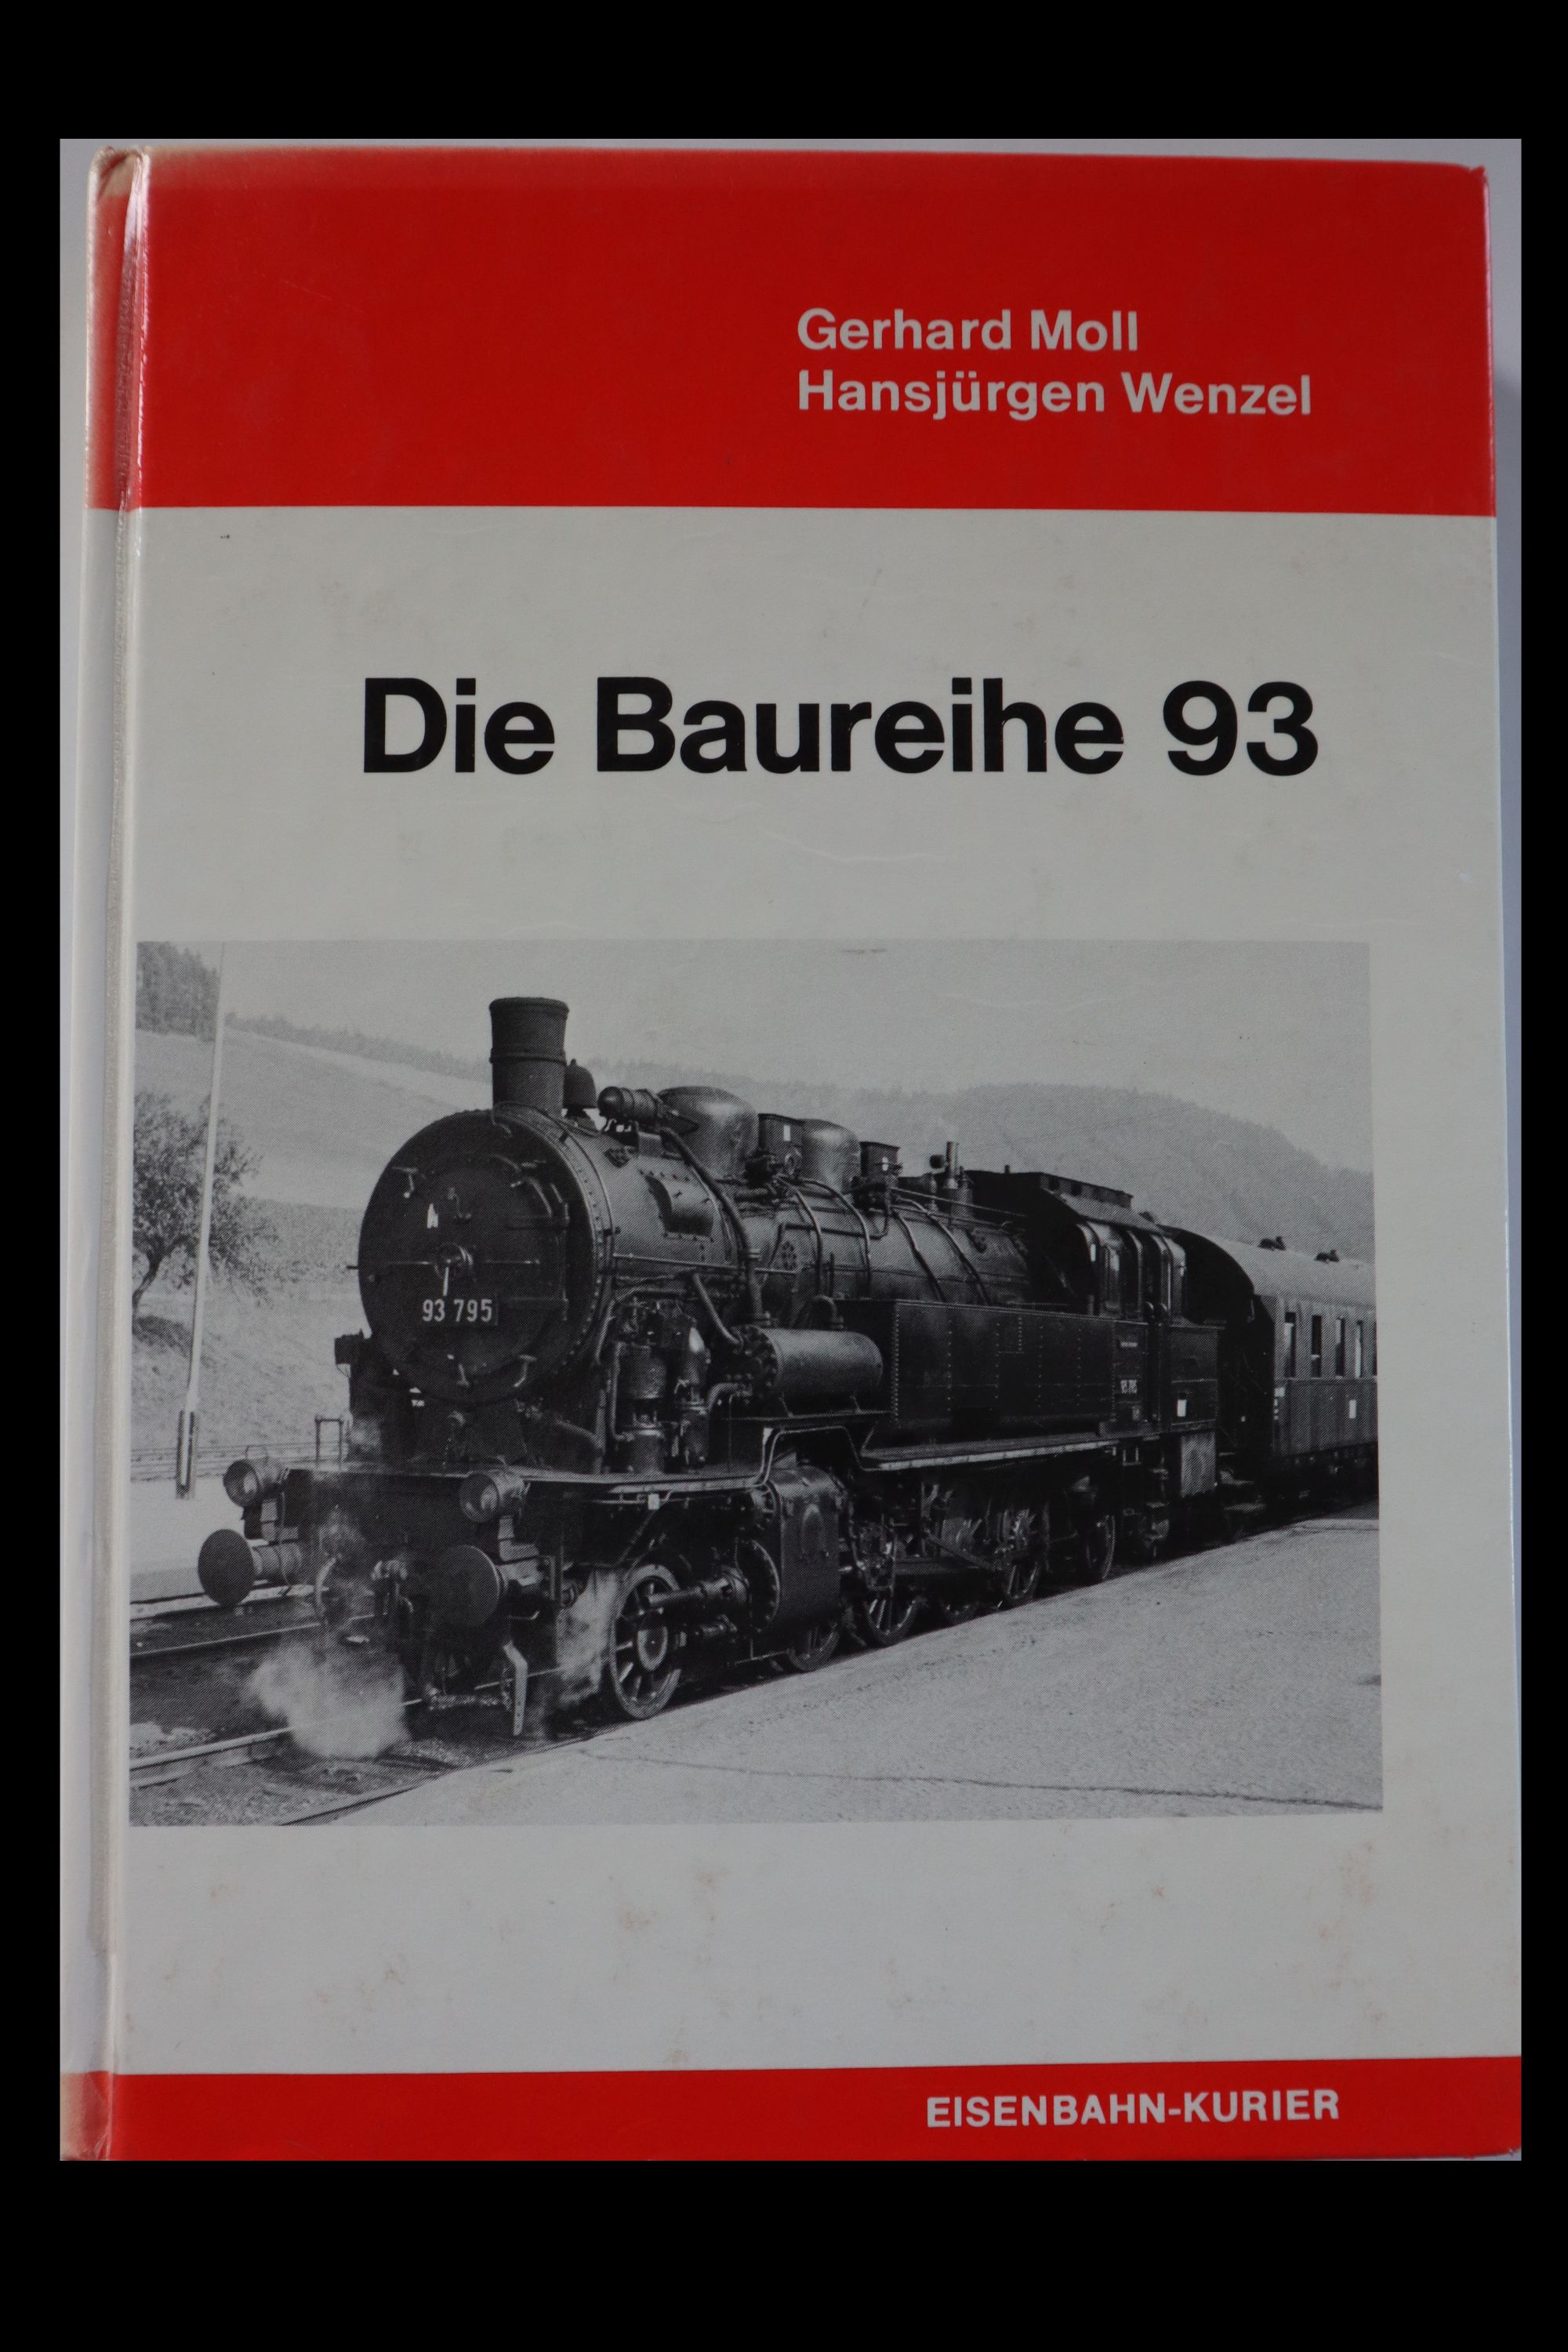 Gerhard Moll
Hansjürgen Wenzel
Die Baureihe 93
93 795
EISENBAHN-KURIER